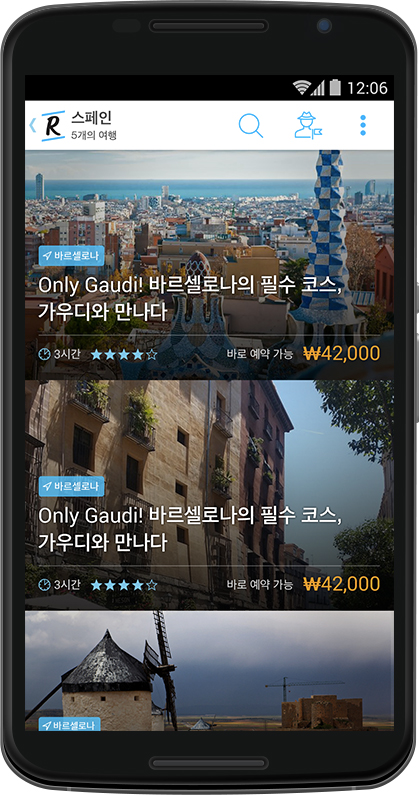 12:06
R
스페인
5개의 여행
바르셀로나
Only Gaudi! 바르셀로나의 필수 코스,
가우디와 만나다
3시간 바로 예약 가능 ₩42,000
바르셀로나
Only Gaudi! 바르셀로나의 필수 코스,
가우디와 만나다
3시간 바로 예약 가능 ₩42,000
바르셀로나